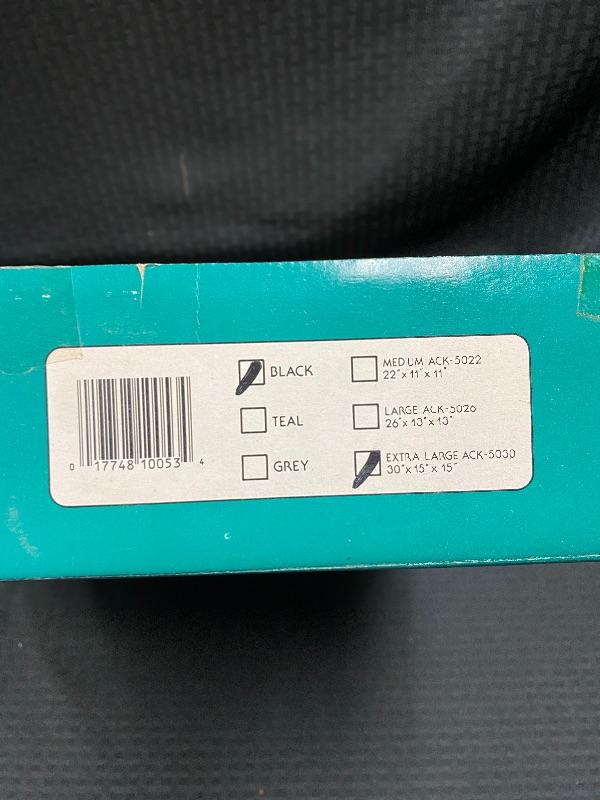 BLACK
TEAL
GREY
MEDIUM ACK-5022
22"x 11"x 11"
LARGE ACK-5026
26"x 13"x 13"
EXTRA LARGE ACK-5030
30"x 15"x 15"
0 17748 10053 4